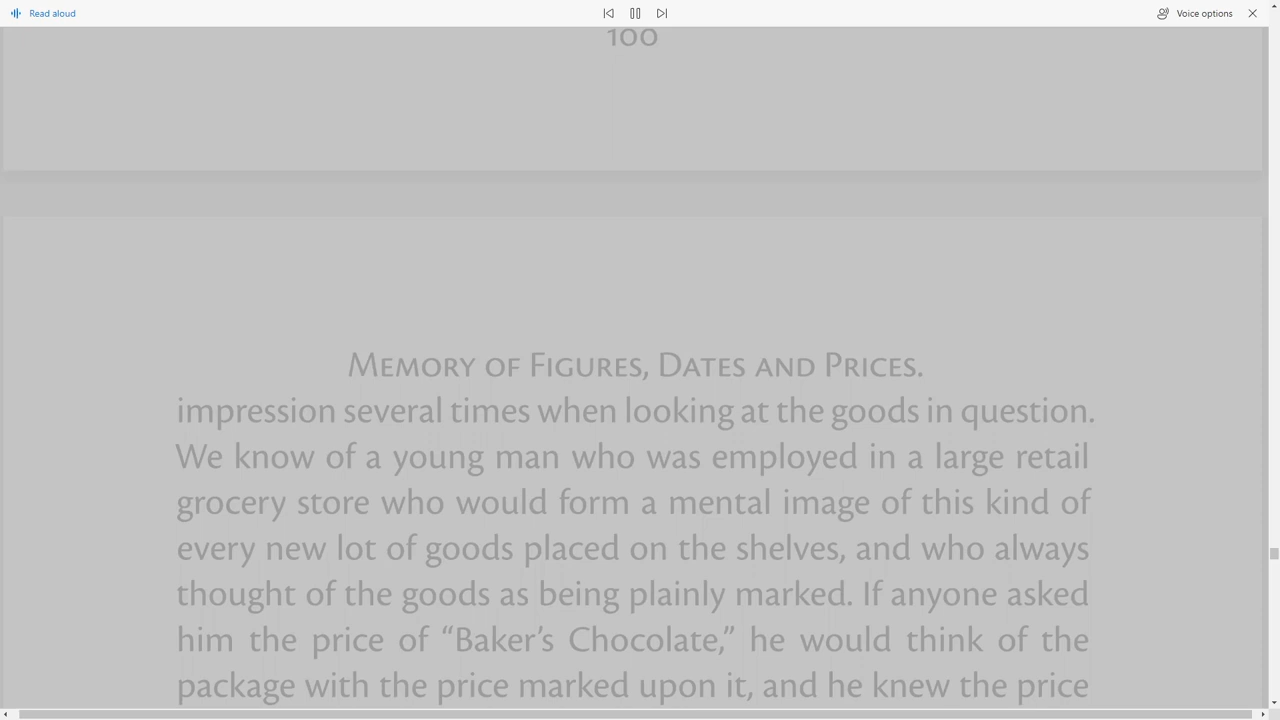 Read aloud
Voice options
100
Memory of Figures, Dates and Prices.
impression several times when looking at the goods in question.
We know of a young man who was employed in a large retail
grocery store who would form a mental image of this kind of
every new lot of goods placed on the shelves, and who always
thought of the goods as being plainly marked. If anyone asked
him the price of “Baker’s Chocolate,” he would think of the
package with the price marked upon it, and he knew the price